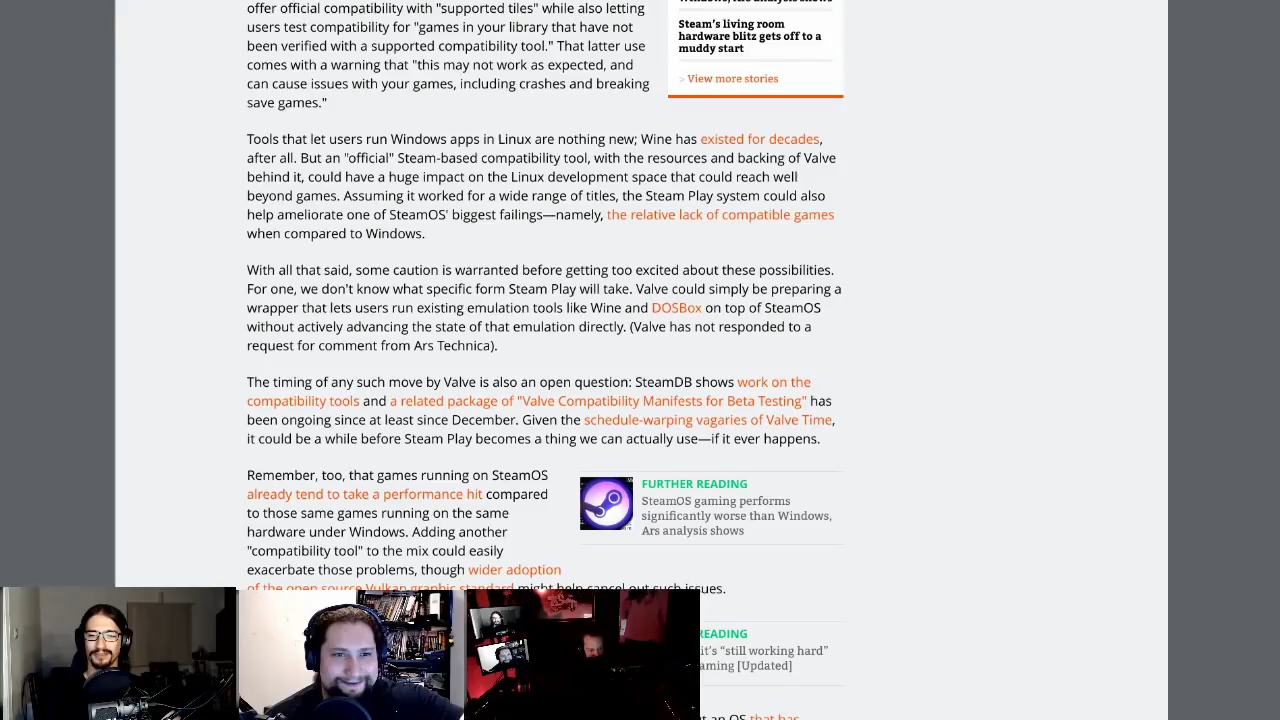 offer official compatibility with "supported tiles" while also letting
users test compatibility for "games in your library that have not
been verified with a supported compatibility tool." That latter use
comes with a warning that "this may not work as expected, and
can cause issues with your games, including crashes and breaking
save games."
Steam's living room
hardware blitz gets off to a
muddy start
> View more stories
Tools that let users run Windows apps in Linux are nothing new; Wine has existed for decades,
after all. But an "official" Steam-based compatibility tool, with the resources and backing of Valve
behind it, could have a huge impact on the Linux development space that could reach well
beyond games. Assuming it worked for a wide range of titles, the Steam Play system could also
help ameliorate one of SteamOS' biggest failings—namely, the relative lack of compatible games
when compared to Windows.
With all that said, some caution is warranted before getting too excited about these possibilities.
For one, we don't know what specific form Steam Play will take. Valve could simply be preparing a
wrapper that lets users run existing emulation tools like Wine and DOSBox on top of SteamOS
without actively advancing the state of that emulation directly. (Valve has not responded to a
request for comment from Ars Technica).
The timing of any such move by Valve is also an open question: SteamDB shows work on the
compatibility tools and a related package of "Valve Compatibility Manifests for Beta Testing" has
been ongoing since at least since December. Given the schedule-warping vagaries of Valve Time,
it could be a while before Steam Play becomes a thing we can actually use—if it ever happens.
Remember, too, that games running on SteamOS
already tend to take a performance hit compared
to those same games running on the same
hardware under Windows. Adding another
"compatibility tool" to the mix could easily
exacerbate those problems, though wider adoption
of the open source Vulkan graphic standard might help cancel out such issues.
FURTHER READING
SteamOS gaming performs
significantly worse than Windows,
Ars analysis shows
READING
it's "still working hard"
aming [Updated]
an OS that has